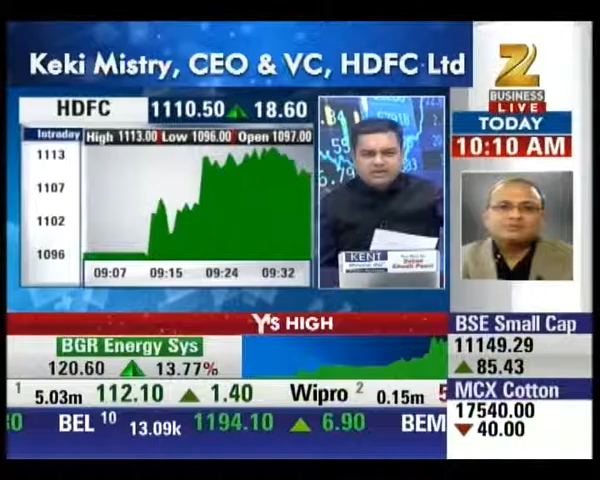 Keki Mistry, CEO & VC, HDFC Ltd
Z
BUSINESS
LIVE
TODAY
10:10 AM
HDFC 1110.50 18.60
Intraday High 1113.00 Low 1096.00 Open 1097.00
1113
1107
1102
1096
09:07 09:15 09:24 09:32
KENT
Y'S HIGH
BGR Energy Sys
120.60 13.77%
1 5.03m 112.10 1.40 Wipro 2 0.15m 5
BEL 10 13.09k 1194.10 6.90 BEM
BSE Small Cap
11149.29
85.43
MCX Cotton
17540.00
40.00